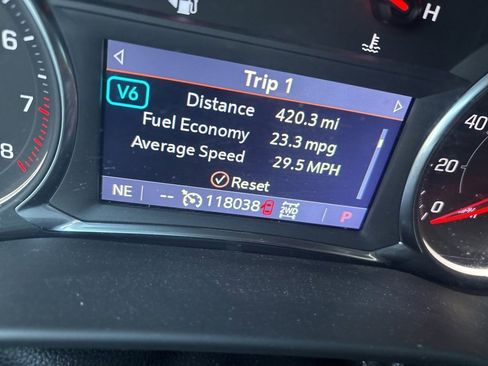 H
Trip 1
V6
Distance 420.3 mi
Fuel Economy 23.3 mpg
Average Speed 29.5 MPH
Reset
NE -- 118038 2WD P
7
8
40
20
0